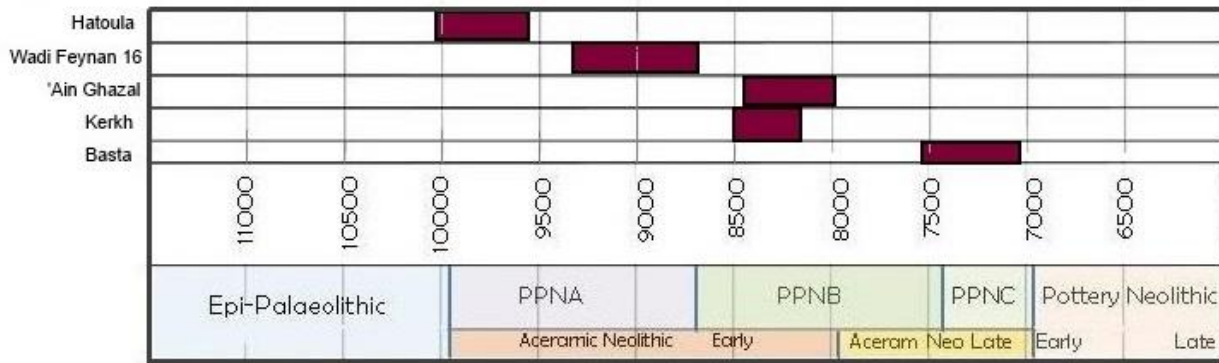 Hatoula
Wadi Feynan 16
'Ain Ghazal
Kerkh
Basta
11000 10500 10000 9500 9000 8500 8000 7500 7000 6500
Epi-Palaeolithic PPNA PPNB PPNC Pottery Neolithic
Aceramic Neolithic Early Aceram Neo Late Early Late